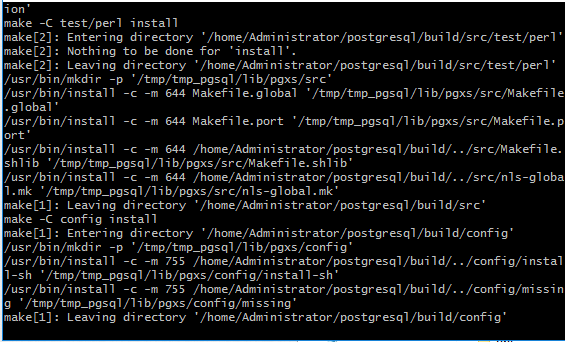 ion'
make -C test/perl install
make[2]: Entering directory '/home/Administrator/postgresql/build/src/test/perl'
make[2]: Nothing to be done for 'install'.
make[2]: Leaving directory '/home/Administrator/postgresql/build/src/test/perl'
/usr/bin/mkdir -p '/tmp/tmp_pgsql/lib/pgxs/src'
/usr/bin/install -c -m 644 Makefile.global '/tmp/tmp_pgsql/lib/pgxs/src/Makefile
.global'
/usr/bin/install -c -m 644 Makefile.port '/tmp/tmp_pgsql/lib/pgxs/src/Makefile.p
ort'
/usr/bin/install -c -m 644 /home/Administrator/postgresql/build/../src/Makefile.
shlib '/tmp/tmp_pgsql/lib/pgxs/src/Makefile.shlib'
/usr/bin/install -c -m 644 /home/Administrator/postgresql/build/../src/nls-globa
l.mk '/tmp/tmp_pgsql/lib/pgxs/src/nls-global.mk'
make[1]: Leaving directory '/home/Administrator/postgresql/build/src'
make -C config install
make[1]: Entering directory '/home/Administrator/postgresql/build/config'
/usr/bin/mkdir -p '/tmp/tmp_pgsql/lib/pgxs/config'
/usr/bin/install -c -m 755 /home/Administrator/postgresql/build/../config/instal
l-sh '/tmp/tmp_pgsql/lib/pgxs/config/install-sh'
/usr/bin/install -c -m 755 /home/Administrator/postgresql/build/../config/missin
g '/tmp/tmp_pgsql/lib/pgxs/config/missing'
make[1]: Leaving directory '/home/Administrator/postgresql/build/config'